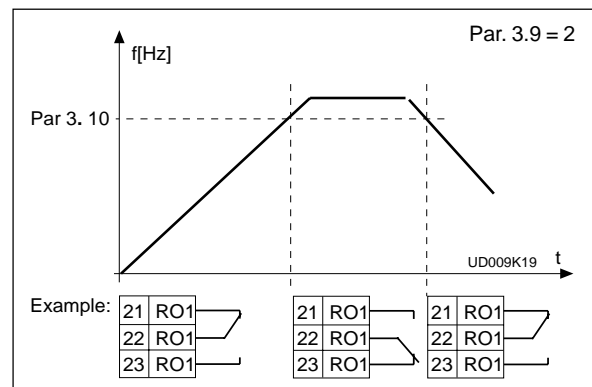 Par. 3.9 = 2
f[Hz]
Par 3. 10
UD009K19
t
Example:
21 RO1
22 RO1
23 RO1
21 RO1
22 RO1
23 RO1
21 RO1
22 RO1
23 RO1